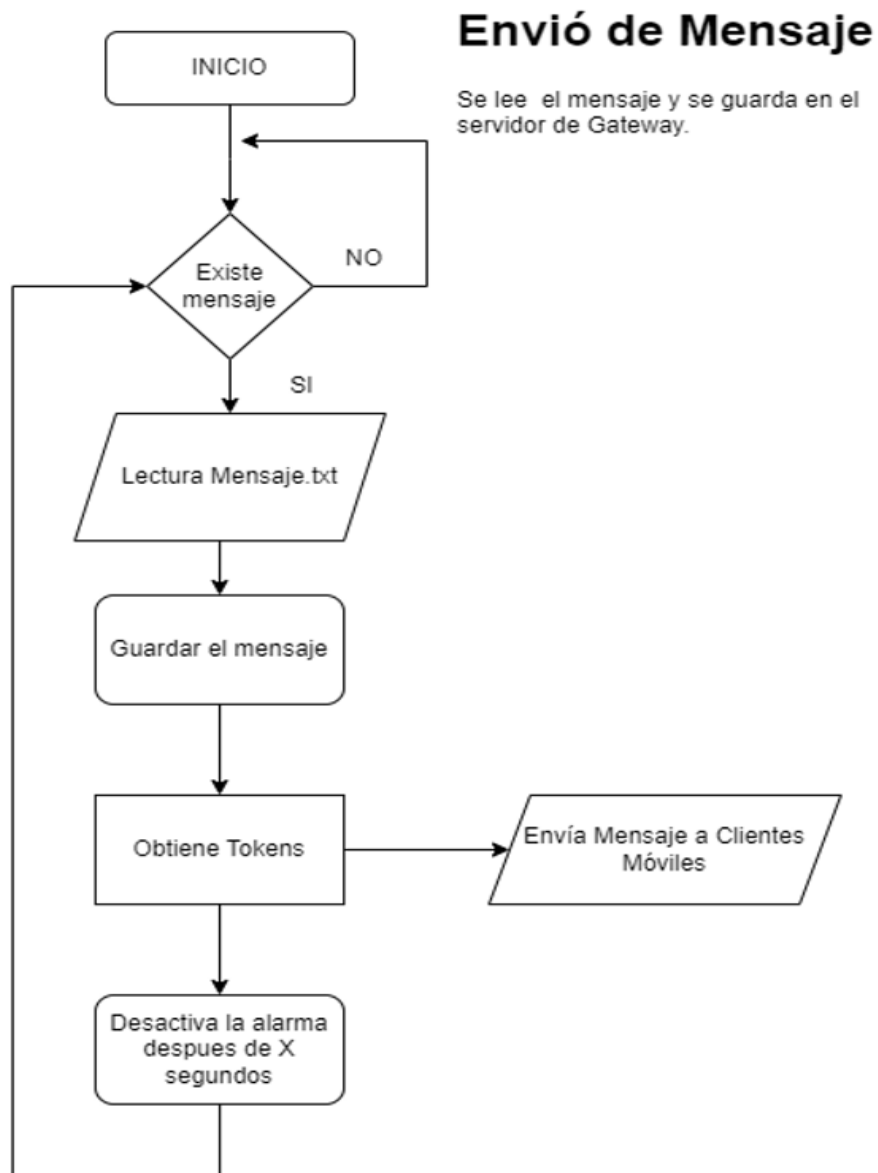 Envió de Mensaje
Se lee el mensaje y se guarda en el
servidor de Gateway.
INICIO
Existe
mensaje
NO
SI
Lectura Mensaje.txt
Guardar el mensaje
Obtiene Tokens
Envía Mensaje a Clientes
Móviles
Desactiva la alarma
despues de X
segundos